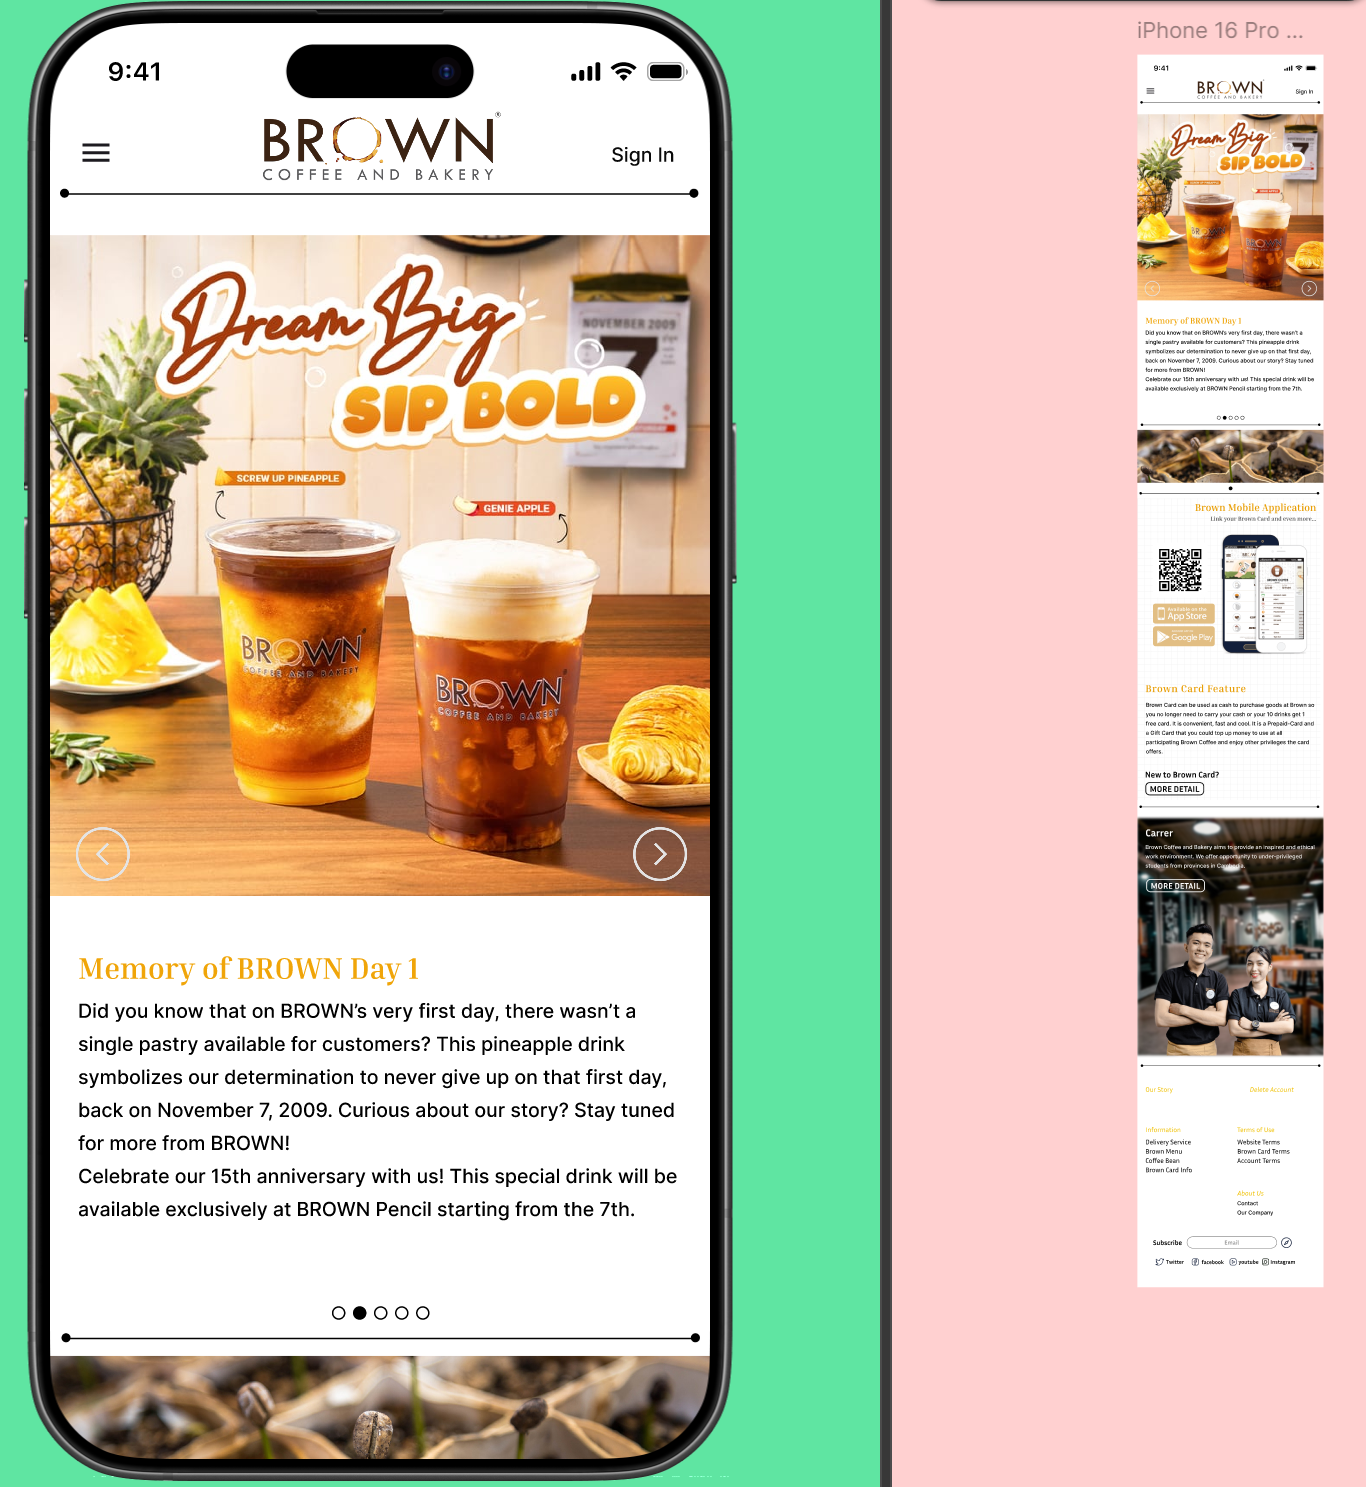 9:41
BROWN®
COFFEE AND BAKERY
Sign In
Dream Big
SIP BOLD
NOVEMBER 2009
7
SCREW UP PINEAPPLE
GENIE APPLE
BROWN
COFFEE AND BAKERY
BROWN
COFFEE AND BAKERY
Memory of BROWN Day 1
Did you know that on BROWN's very first day, there wasn't a
single pastry available for customers? This pineapple drink
symbolizes our determination to never give up on that first day,
back on November 7, 2009. Curious about our story? Stay tuned
for more from BROWN!
Celebrate our 15th anniversary with us! This special drink will be
available exclusively at BROWN Pencil starting from the 7th.
iPhone 16 Pro ...
9:41
BROWN
COFFEE AND BAKERY
Sign In
Dream Big
SIP BOLD
7
BROWN
BROWN
Memory of BROWN Day 1
Did you know that on BROWN's very first day, there wasn't a
single pastry available for customers? This pineapple drink
symbolizes our determination to never give up on that first day,
back on November 7, 2009. Curious about our story? Stay tuned
for more from BROWN!
Celebrate our 15th anniversary with us! This special drink will be
available exclusively at BROWN Pencil starting from the 7th.
Brown Mobile Application
Link your Brown Card and even more...
Available on the
App Store
Google Play
Brown Card Feature
Brown Card can be used as cash to purchase goods at Brown so
you no longer need to carry your cash or your 10 drinks get 1
free card. It is convenient, fast and cool. It is a Prepaid-Card and
a Gift Card that you could top up money to use at all
participating Brown Coffee and enjoy other privileges the card
offers.
New to Brown Card?
MORE DETAIL
Carrer
Brown Coffee and Bakery aims to provide an inspired and ethical
work environment. We offer opportunity to under-privileged
students from provinces in Cambodia.
MORE DETAIL
Our Story
Delete Account
Information
Delivery Service
Brown Menu
Coffee Bean
Brown Card Info
Terms of Use
Website Terms
Brown Card Terms
Account Terms
About Us
Contact
Our Company
Subscribe
Email
Twitter
facebook
youtube
Instagram